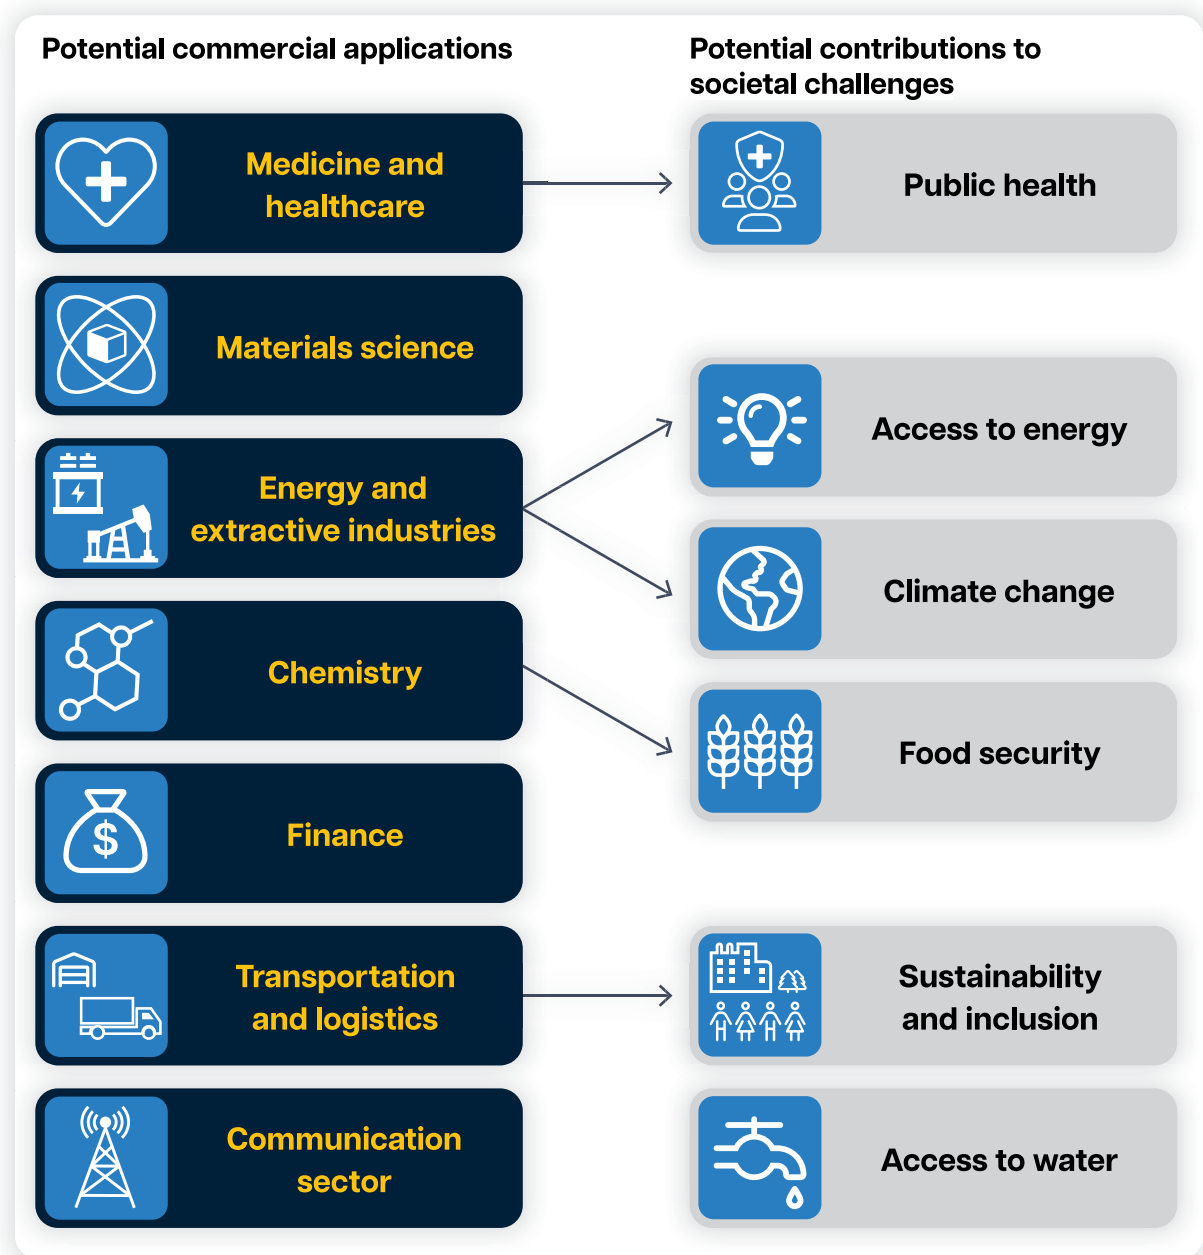 Potential commercial applications
Potential contributions to
societal challenges
Medicine and
healthcare
Public health
Materials science
Access to energy
Energy and
extractive industries
Climate change
Chemistry
Food security
Finance
$
Transportation
and logistics
Sustainability
and inclusion
Communication
sector
Access to water